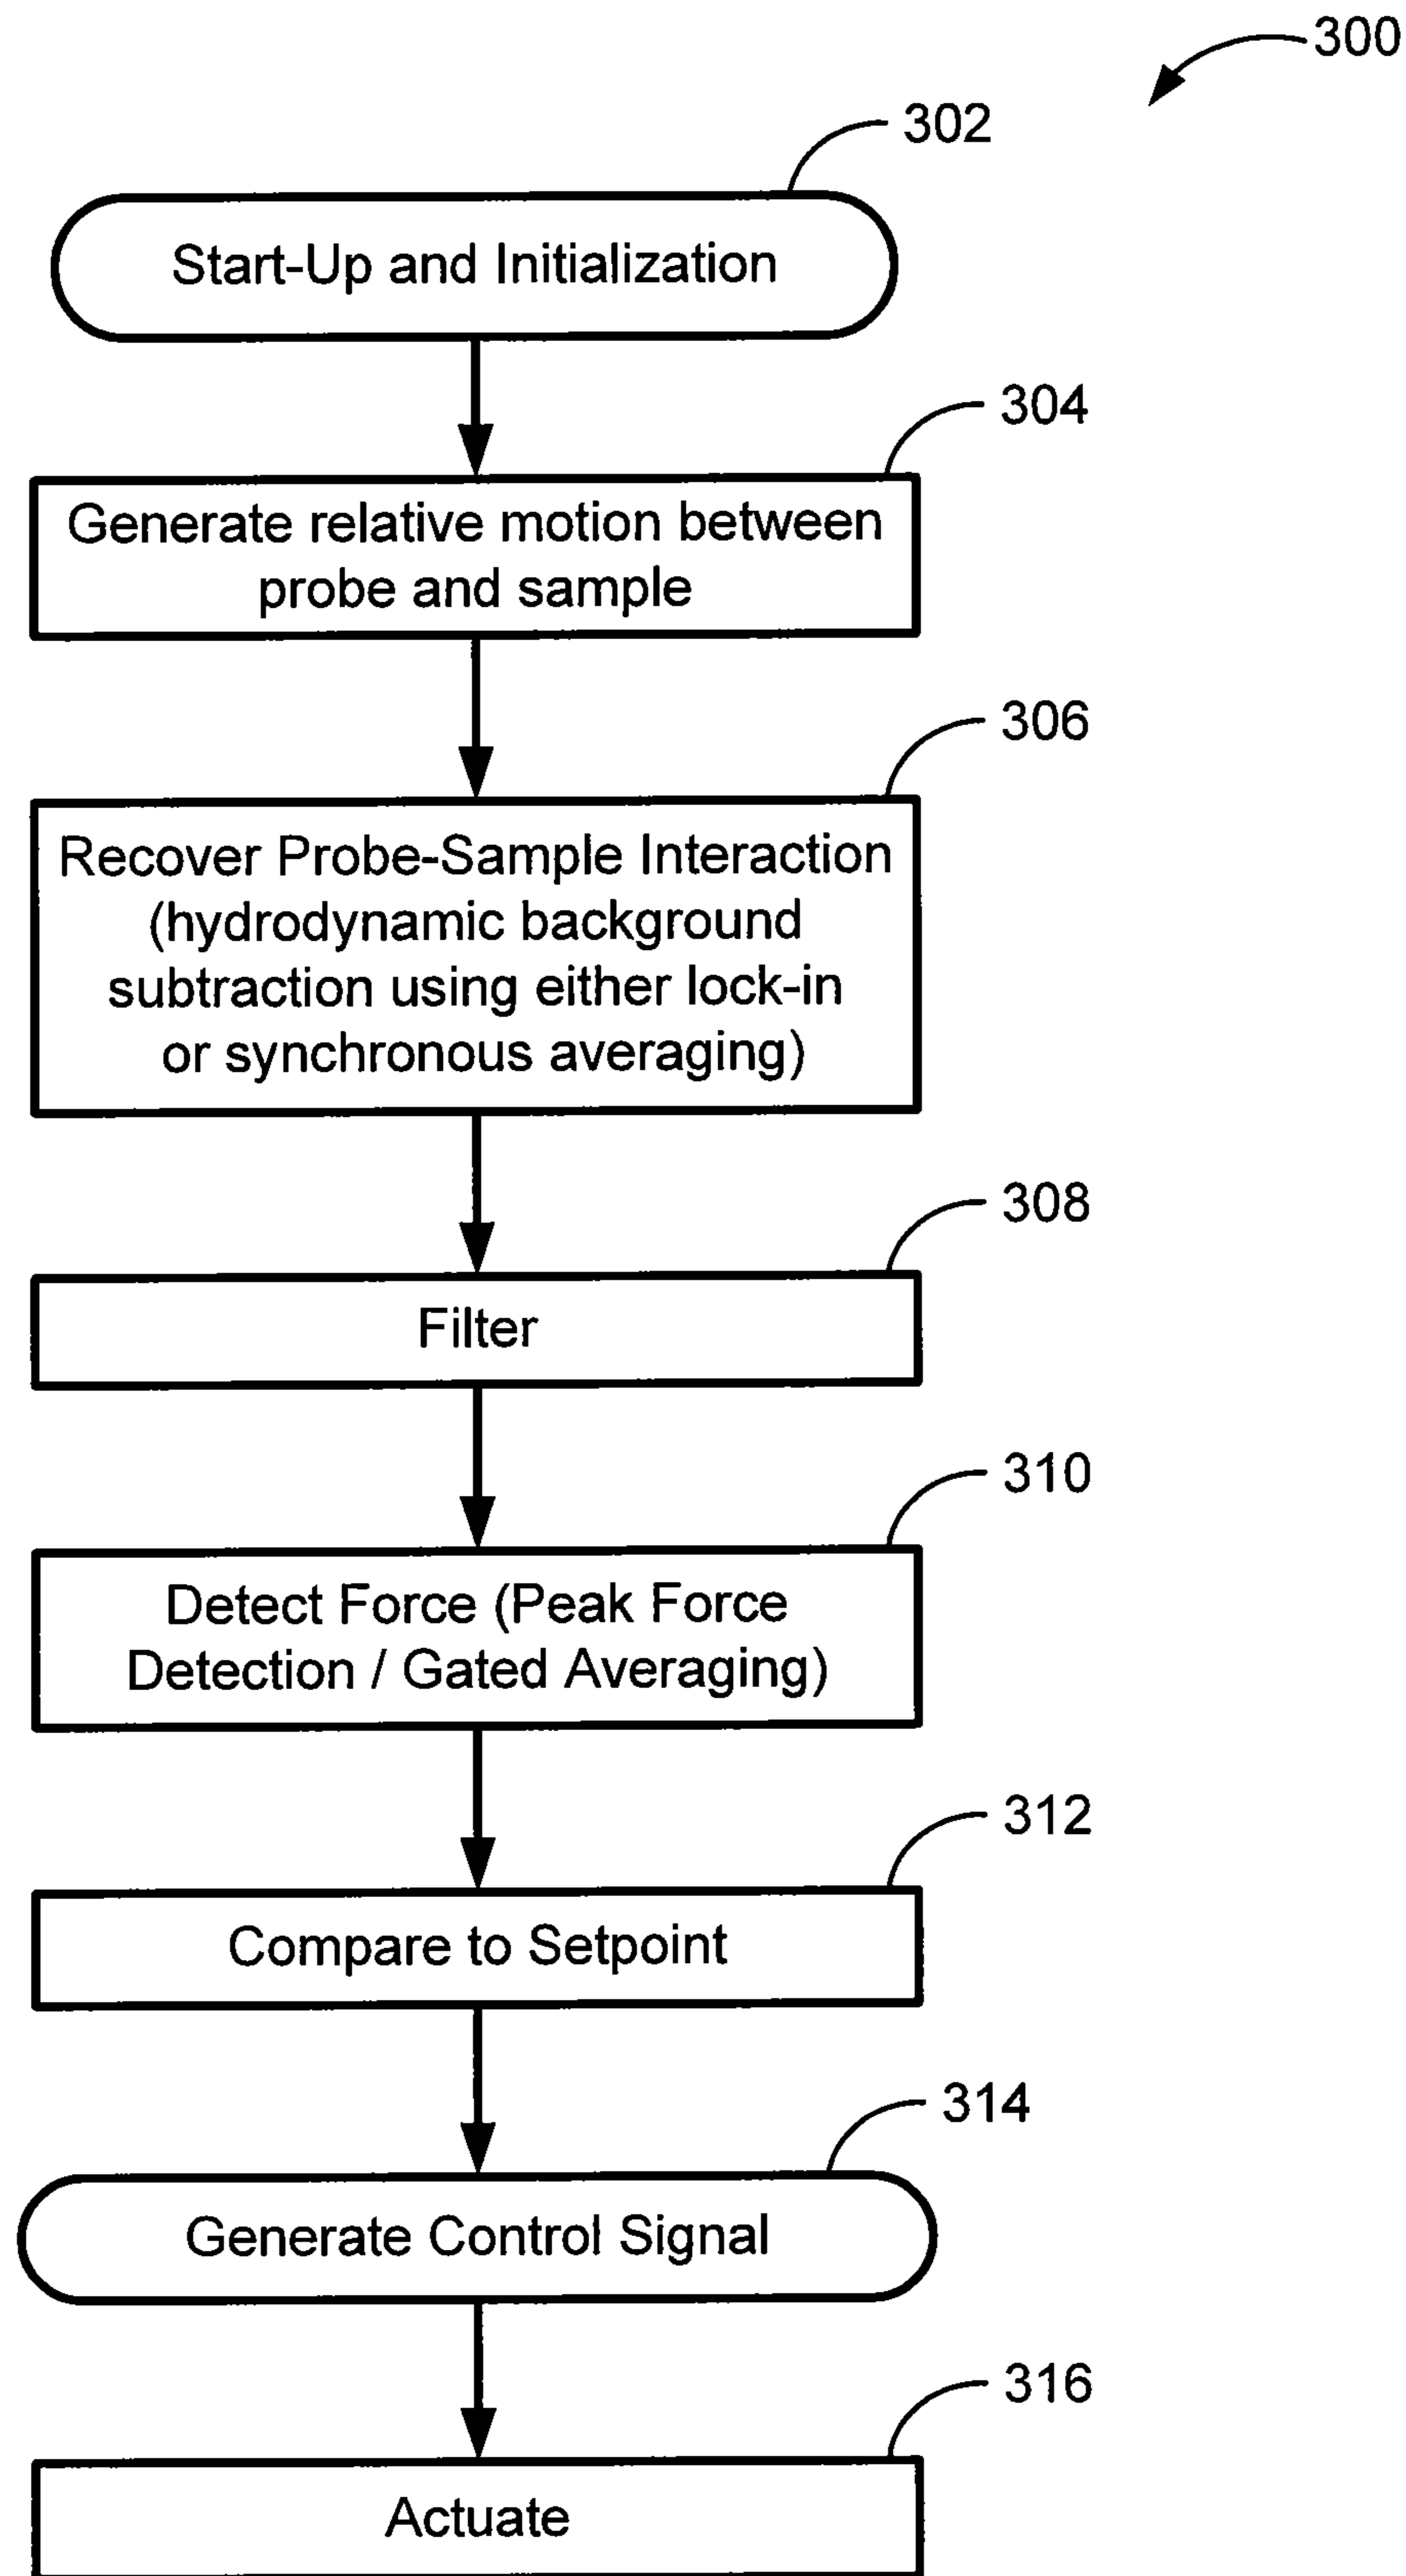 300
302
Start-Up and Initialization
304
Generate relative motion between
probe and sample
306
Recover Probe-Sample Interaction
(hydrodynamic background
subtraction using either lock-in
or synchronous averaging)
308
Filter
310
Detect Force (Peak Force
Detection / Gated Averaging)
312
Compare to Setpoint
314
Generate Control Signal
316
Actuate